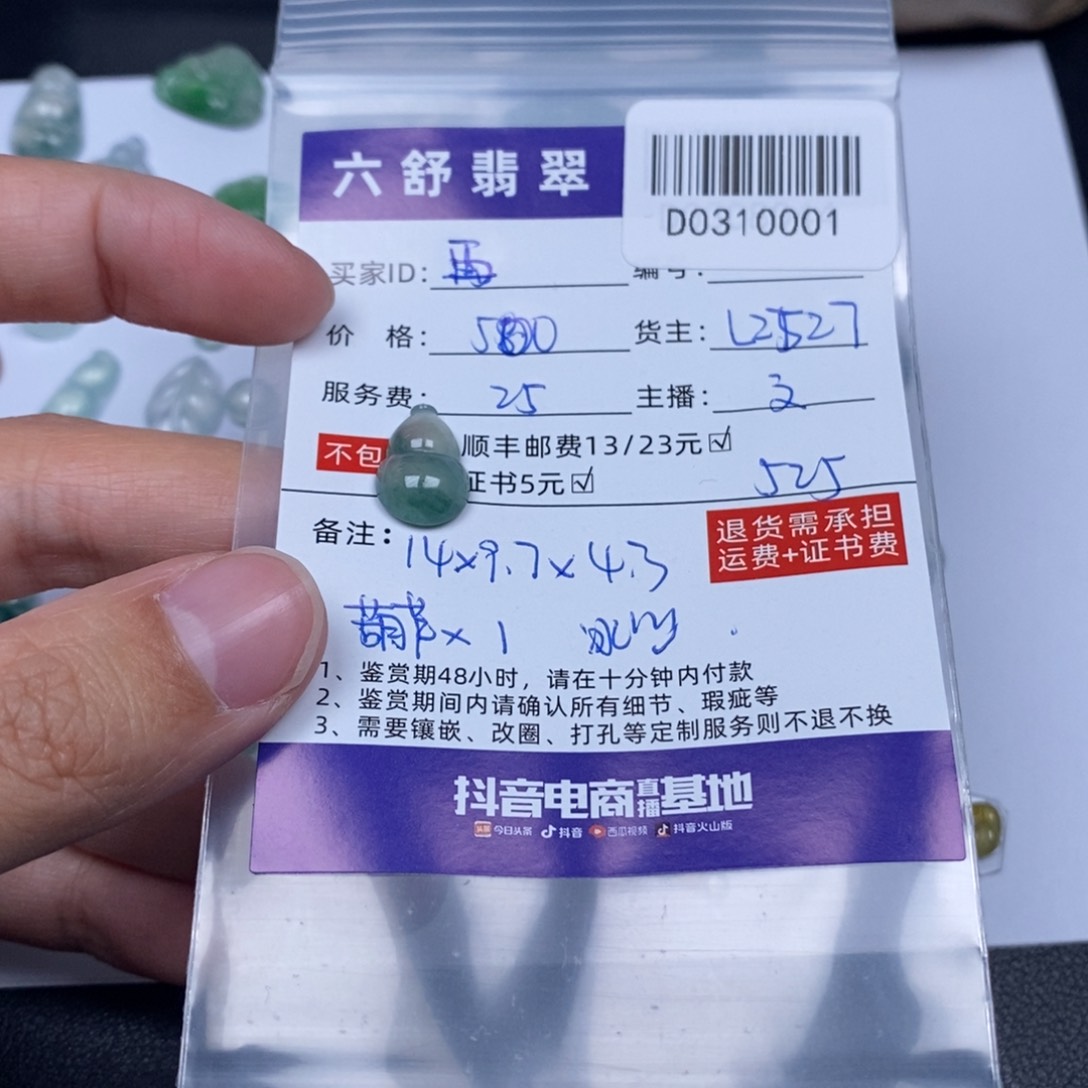 六舒翡翠
D0310001
买家ID：
编号：
价 格：
货主：L2527
服务费：25
主播：
不包
顺丰邮费13/23元☑
证书5元☑
525
退货需承担
运费+证书费
备注：14×9.7×4.3
葫芦×1
1、鉴赏期48小时，请在十分钟内付款
2、鉴赏期间内请确认所有细节、瑕疵等
3、需要镶嵌、改圈、打孔等定制服务则不退不换
抖音电商直播基地
头条 今日头条 抖音 西瓜视频 抖音火山版